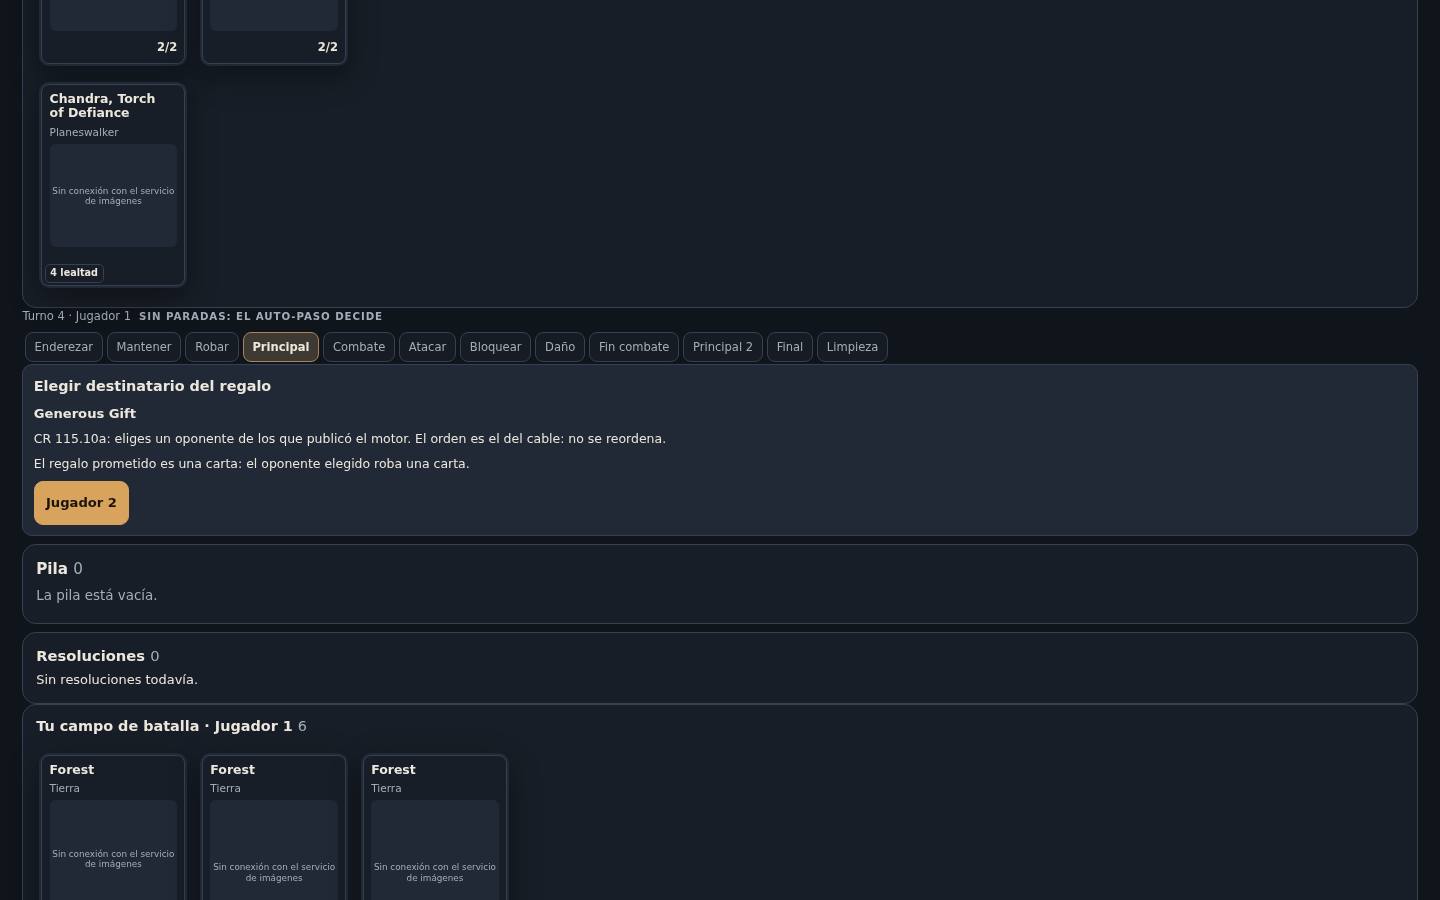 2/2
2/2
Chandra, Torch
of Defiance
Planeswalker
Sin conexión con el servicio
de imágenes
4 lealtad
Turno 4 · Jugador 1 SIN PARADAS: EL AUTO-PASO DECIDE
Enderezar
Mantener
Robar
Principal
Combate
Atacar
Bloquear
Daño
Fin combate
Principal 2
Final
Limpieza
Elegir destinatario del regalo
Generous Gift
CR 115.10a: eliges un oponente de los que publicó el motor. El orden es el del cable: no se reordena.
El regalo prometido es una carta: el oponente elegido roba una carta.
Jugador 2
Pila 0
La pila está vacía.
Resoluciones 0
Sin resoluciones todavía.
Tu campo de batalla · Jugador 1 6
Forest
Tierra
Sin conexión con el servicio
de imágenes
Forest
Tierra
Sin conexión con el servicio
de imágenes
Forest
Tierra
Sin conexión con el servicio
de imágenes